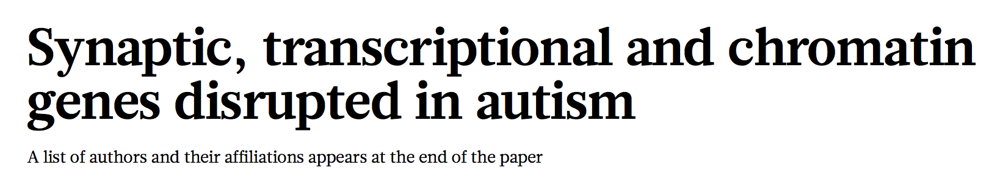 Synaptic, transcriptional and chromatin
genes disrupted in autism
A list of authors and their affiliations appears at the end of the paper